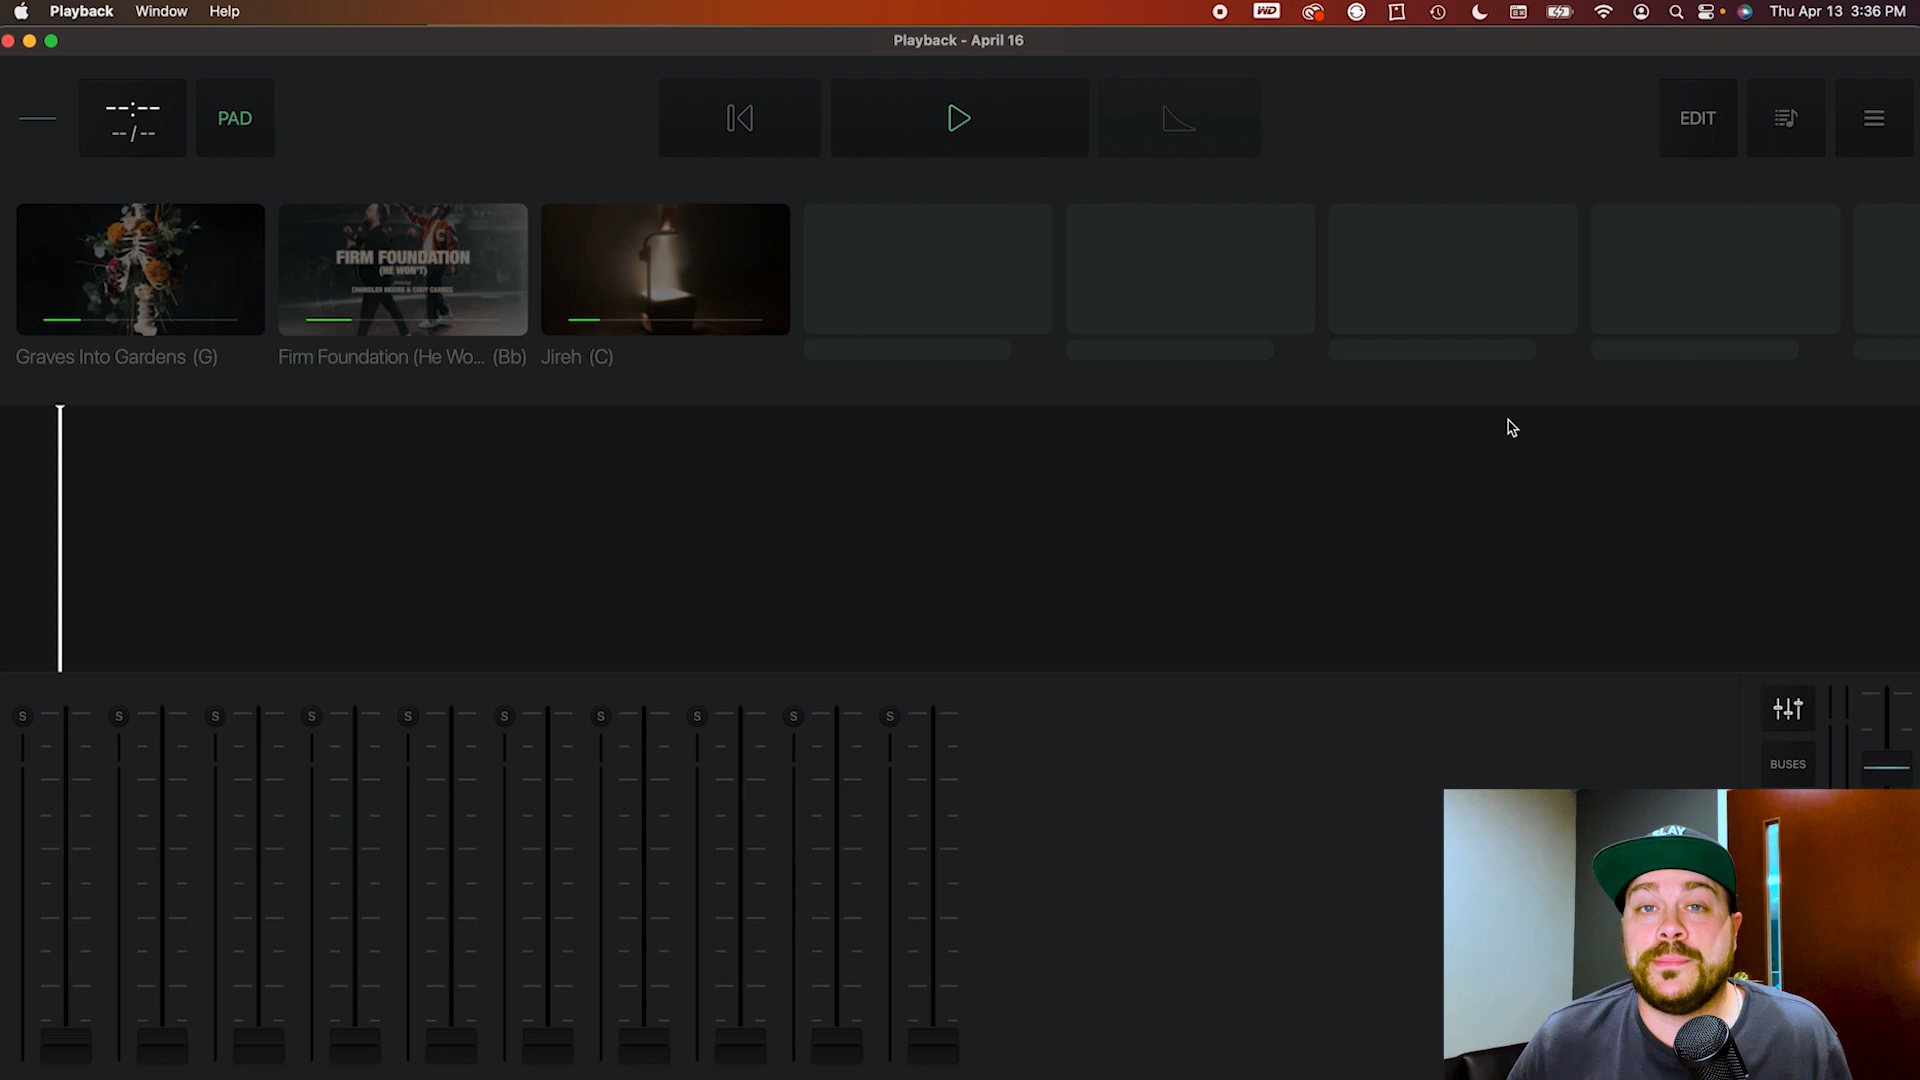 Playback Window Help
WD
Thu Apr 13 3:36 PM
Playback - April 16
--:--
--/--
PAD
EDIT
FIRM FOUNDATION
(HE WON'T)
CHANDLER MOORE & CODY CARNES
Graves Into Gardens (G)
Firm Foundation (He Wo... (Bb)
Jireh (C)
S S S S S S S S S S
BUSES